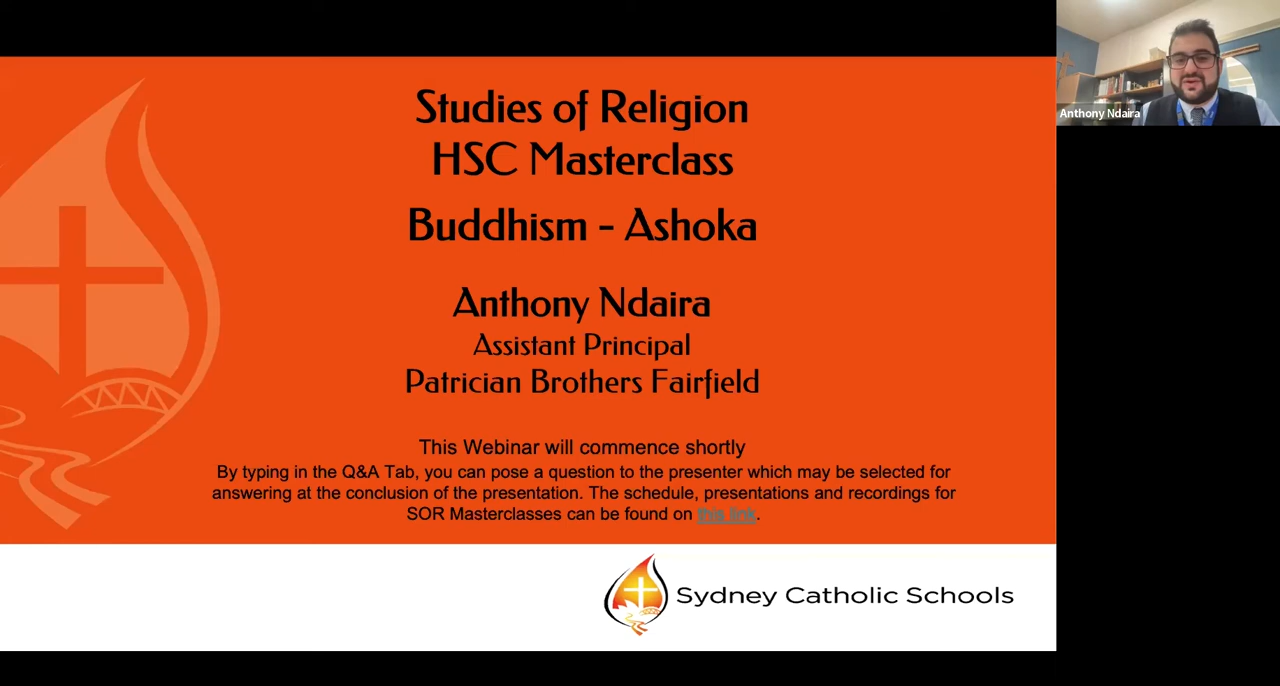 Studies of Religion
HSC Masterclass
Buddhism - Ashoka
Anthony Ndaira
Assistant Principal
Patrician Brothers Fairfield
This Webinar will commence shortly
By typing in the Q&A Tab, you can pose a question to the presenter which may be selected for
answering at the conclusion of the presentation. The schedule, presentations and recordings for
SOR Masterclasses can be found on this link.
Sydney Catholic Schools
Anthony Ndaira